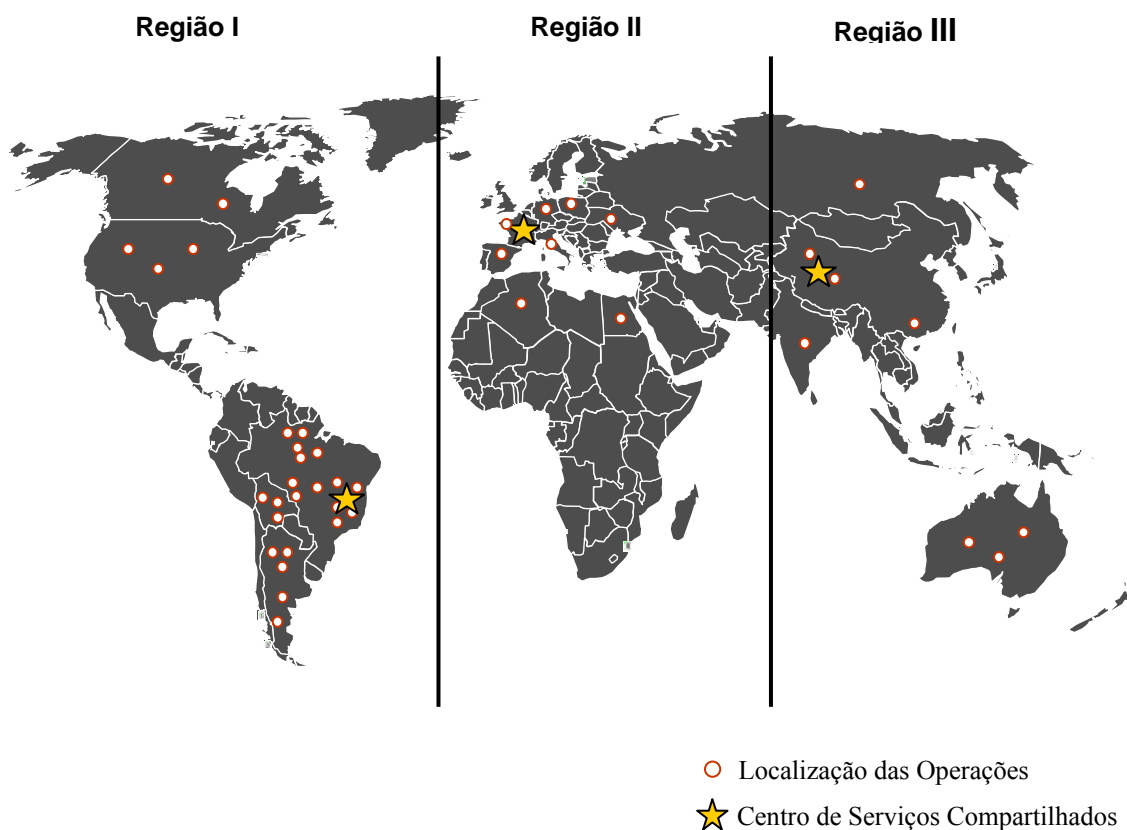 Região I
Região II
Região III
Localização das Operações
Centro de Serviços Compartilhados